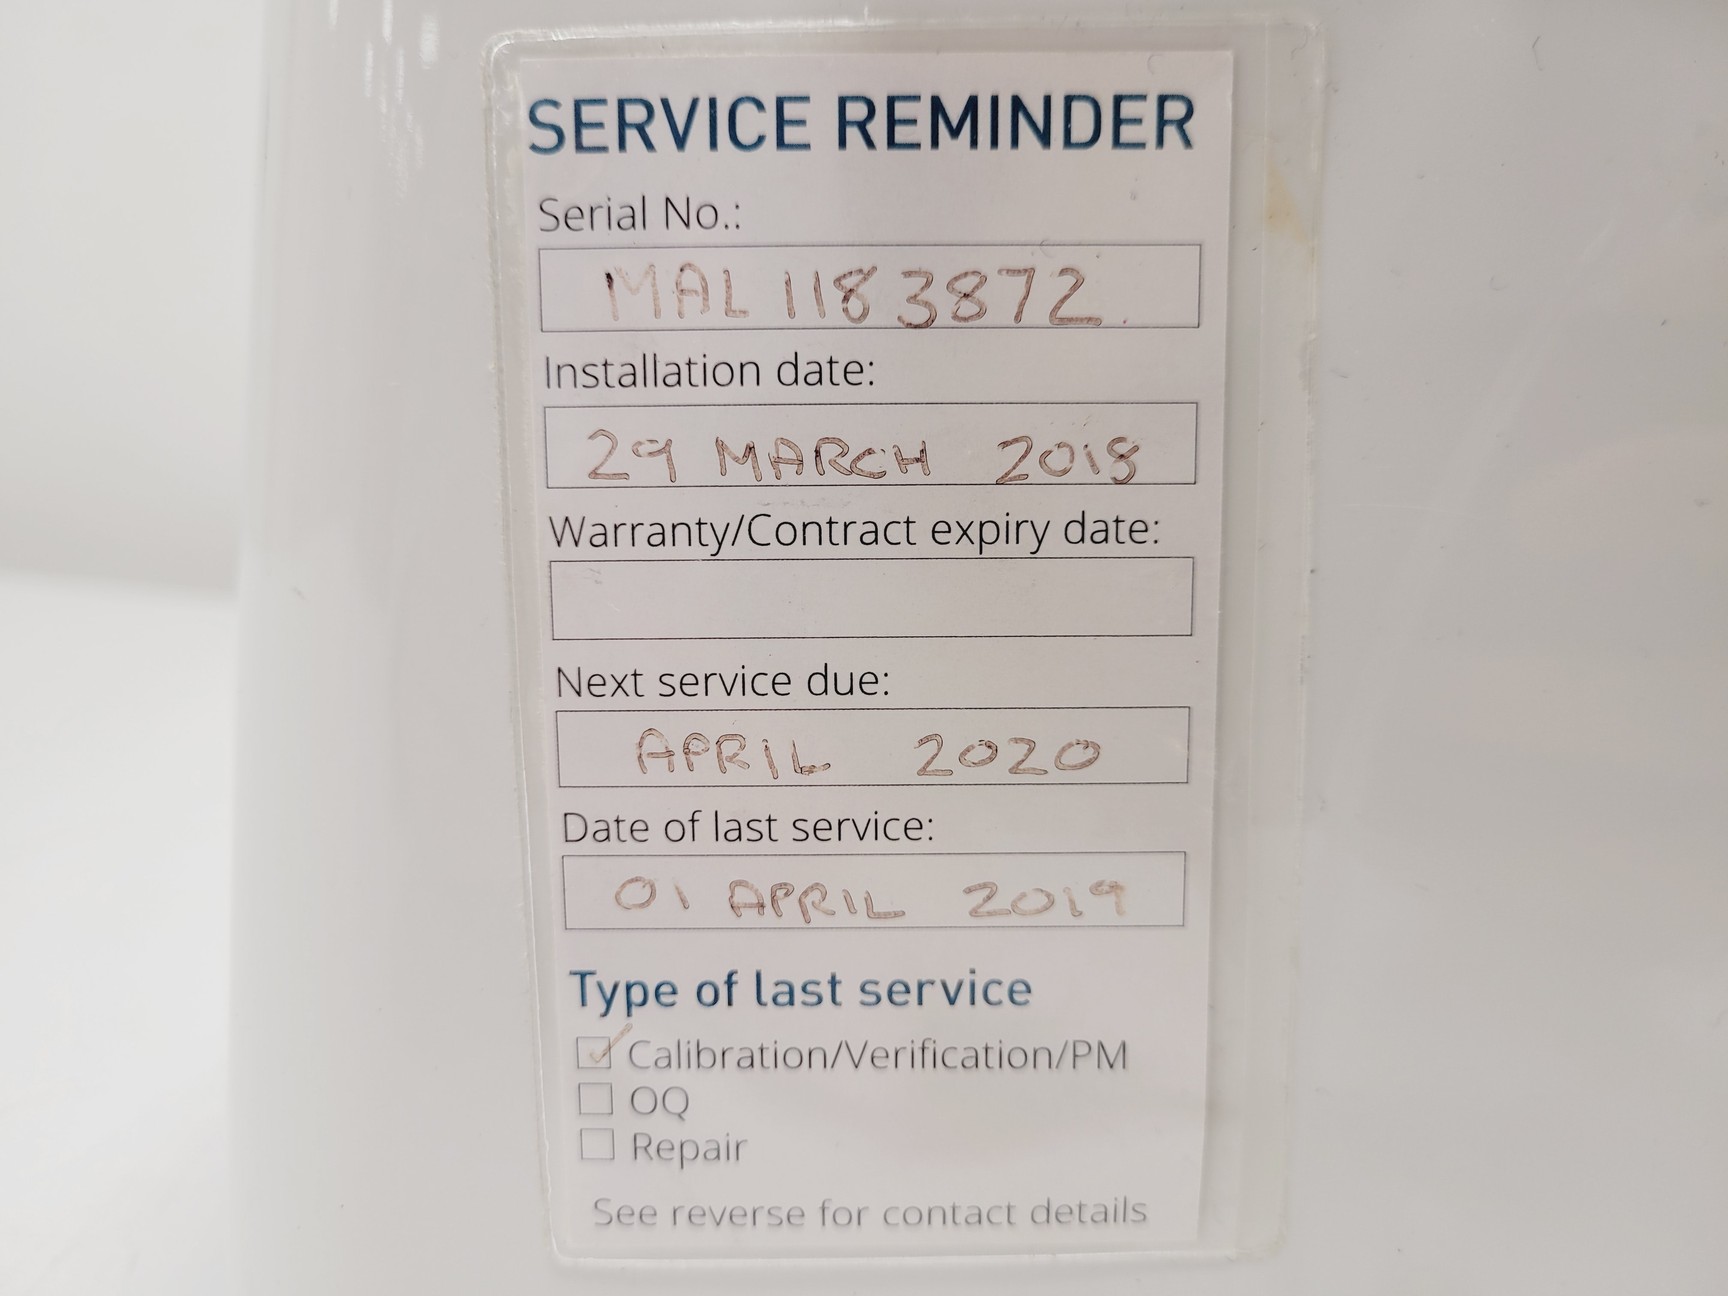 SERVICE REMINDER
Serial No.:
MAL 1183872.
Installation date:
29 MARCH 2018
Warranty/Contract expiry date:
Next service due:
APRIL 2020
Date of last service:
01 APRIL 2019
Type of last service
Calibration/Verification/PM
OQ
Repair
See reverse for contact details